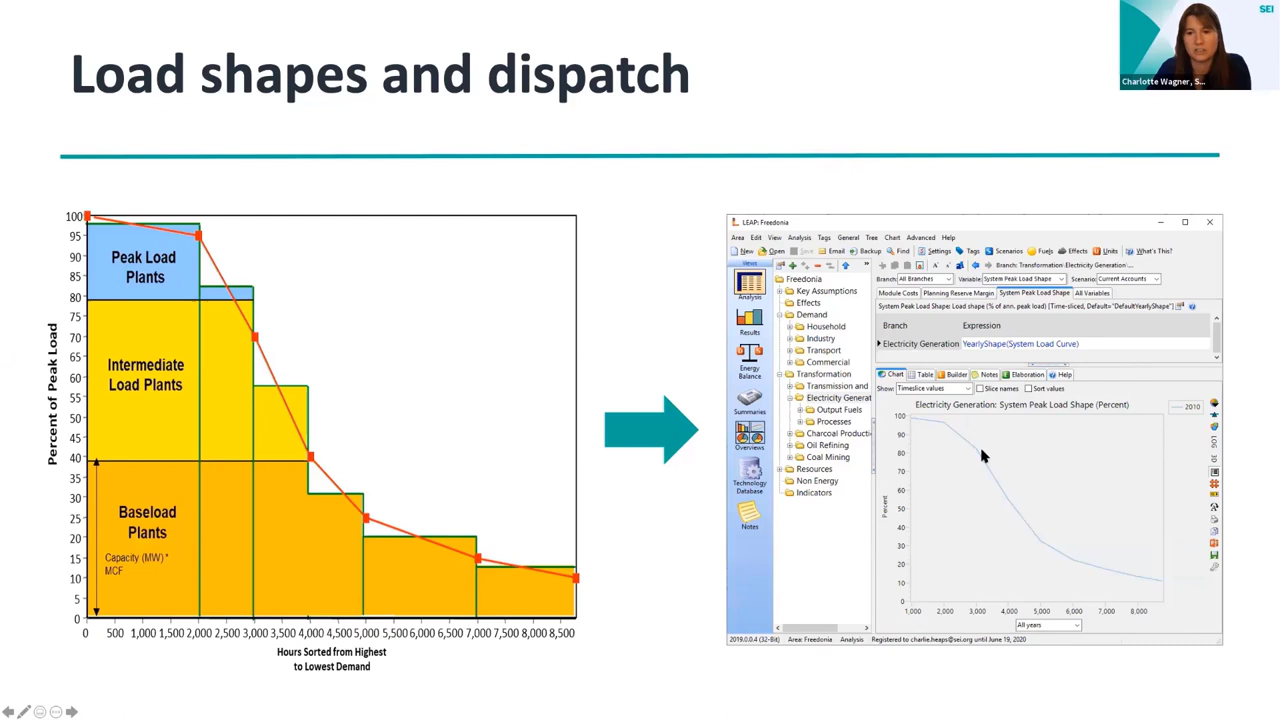 SEI
Charlotte Wagner, S...
Load shapes and dispatch
Percent of Peak Load
100
95
90
85
80
75
70
65
60
55
50
45
40
35
30
25
20
15
10
5
0
Peak Load
Plants
Intermediate
Load Plants
Baseload
Plants
Capacity (MW) *
MCF
0 500 1,000 1,500 2,000 2,500 3,000 3,500 4,000 4,500 5,000 5,500 6,000 6,500 7,000 7,500 8,000 8,500
Hours Sorted from Highest
to Lowest Demand
LEAP: Freedonia
Area Edit View Analysis Tags General Tree Chart Advanced Help
New Open Save Email Backup Find Settings Tags Scenarios Fuels Effects Units What's This?
Views
Analysis
Results
Energy
Balance
Summaries
Overviews
Technology
Database
Notes
Freedonia
Key Assumptions
Effects
Demand
Household
Industry
Transport
Commercial
Transformation
Transmission and
Electricity Generat
Output Fuels
Processes
Charcoal Producti
Oil Refining
Coal Mining
Resources
Non Energy
Indicators
Branch: Transformation\Electricity Generation\...
Branch: All Branches Variable: System Peak Load Shape Scenario: Current Accounts
Module Costs Planning Reserve Margin System Peak Load Shape All Variables
System Peak Load Shape: Load shape (% of ann. peak load) [Time-sliced, Default="DefaultYearlyShape"]
Branch Expression
Electricity Generation YearlyShape(System Load Curve)
Chart Table Builder Notes Elaboration Help
Show: Timeslice values Slice names Sort values
Electricity Generation: System Peak Load Shape (Percent)
2010
Percent
100
90
80
70
60
50
40
30
20
10
0
1,000 2,000 3,000 4,000 5,000 6,000 7,000 8,000
All years
LOG
3D
2019.0.0.4 (32-Bit) Area: Freedonia Analysis Registered to charlie.heaps@sei.org until June 19, 2020